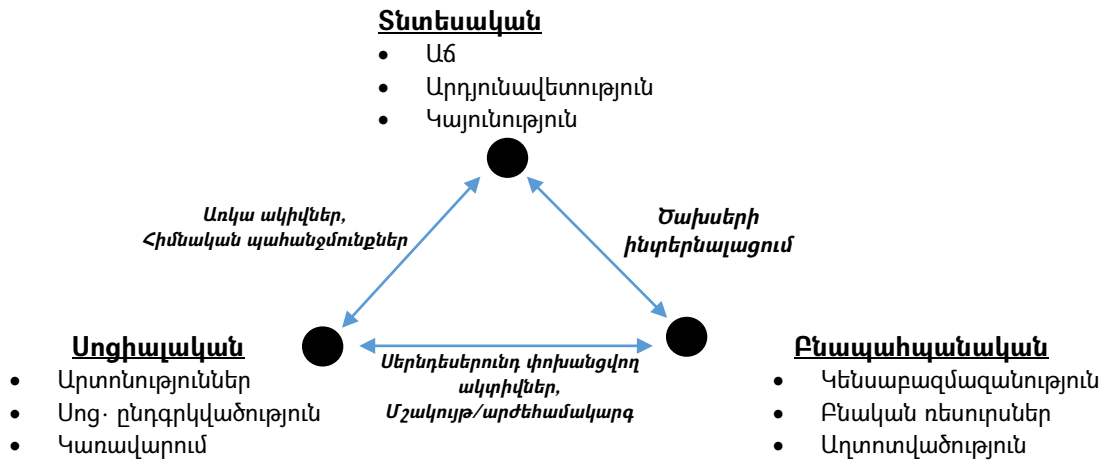 Տնտեսական
• Աճ
• Արդյունավետություն
• Կայունություն
Առկա ակիվներ,
Հիմնական պահանջմունքներ
Ծախսերի
ինտերնալացում
Սոցիալական
• Արտոնություններ
• Սոց․ ընդգրկվածություն
• Կառավարում
Սերնդեսերունդ փոխանցվող
ակտիվներ,
Մշակույթ/արժեհամակարգ
Բնապահպանական
• Կենսաբազմազանություն
• Բնական ռեսուրսներ
• Աղտոտվածություն